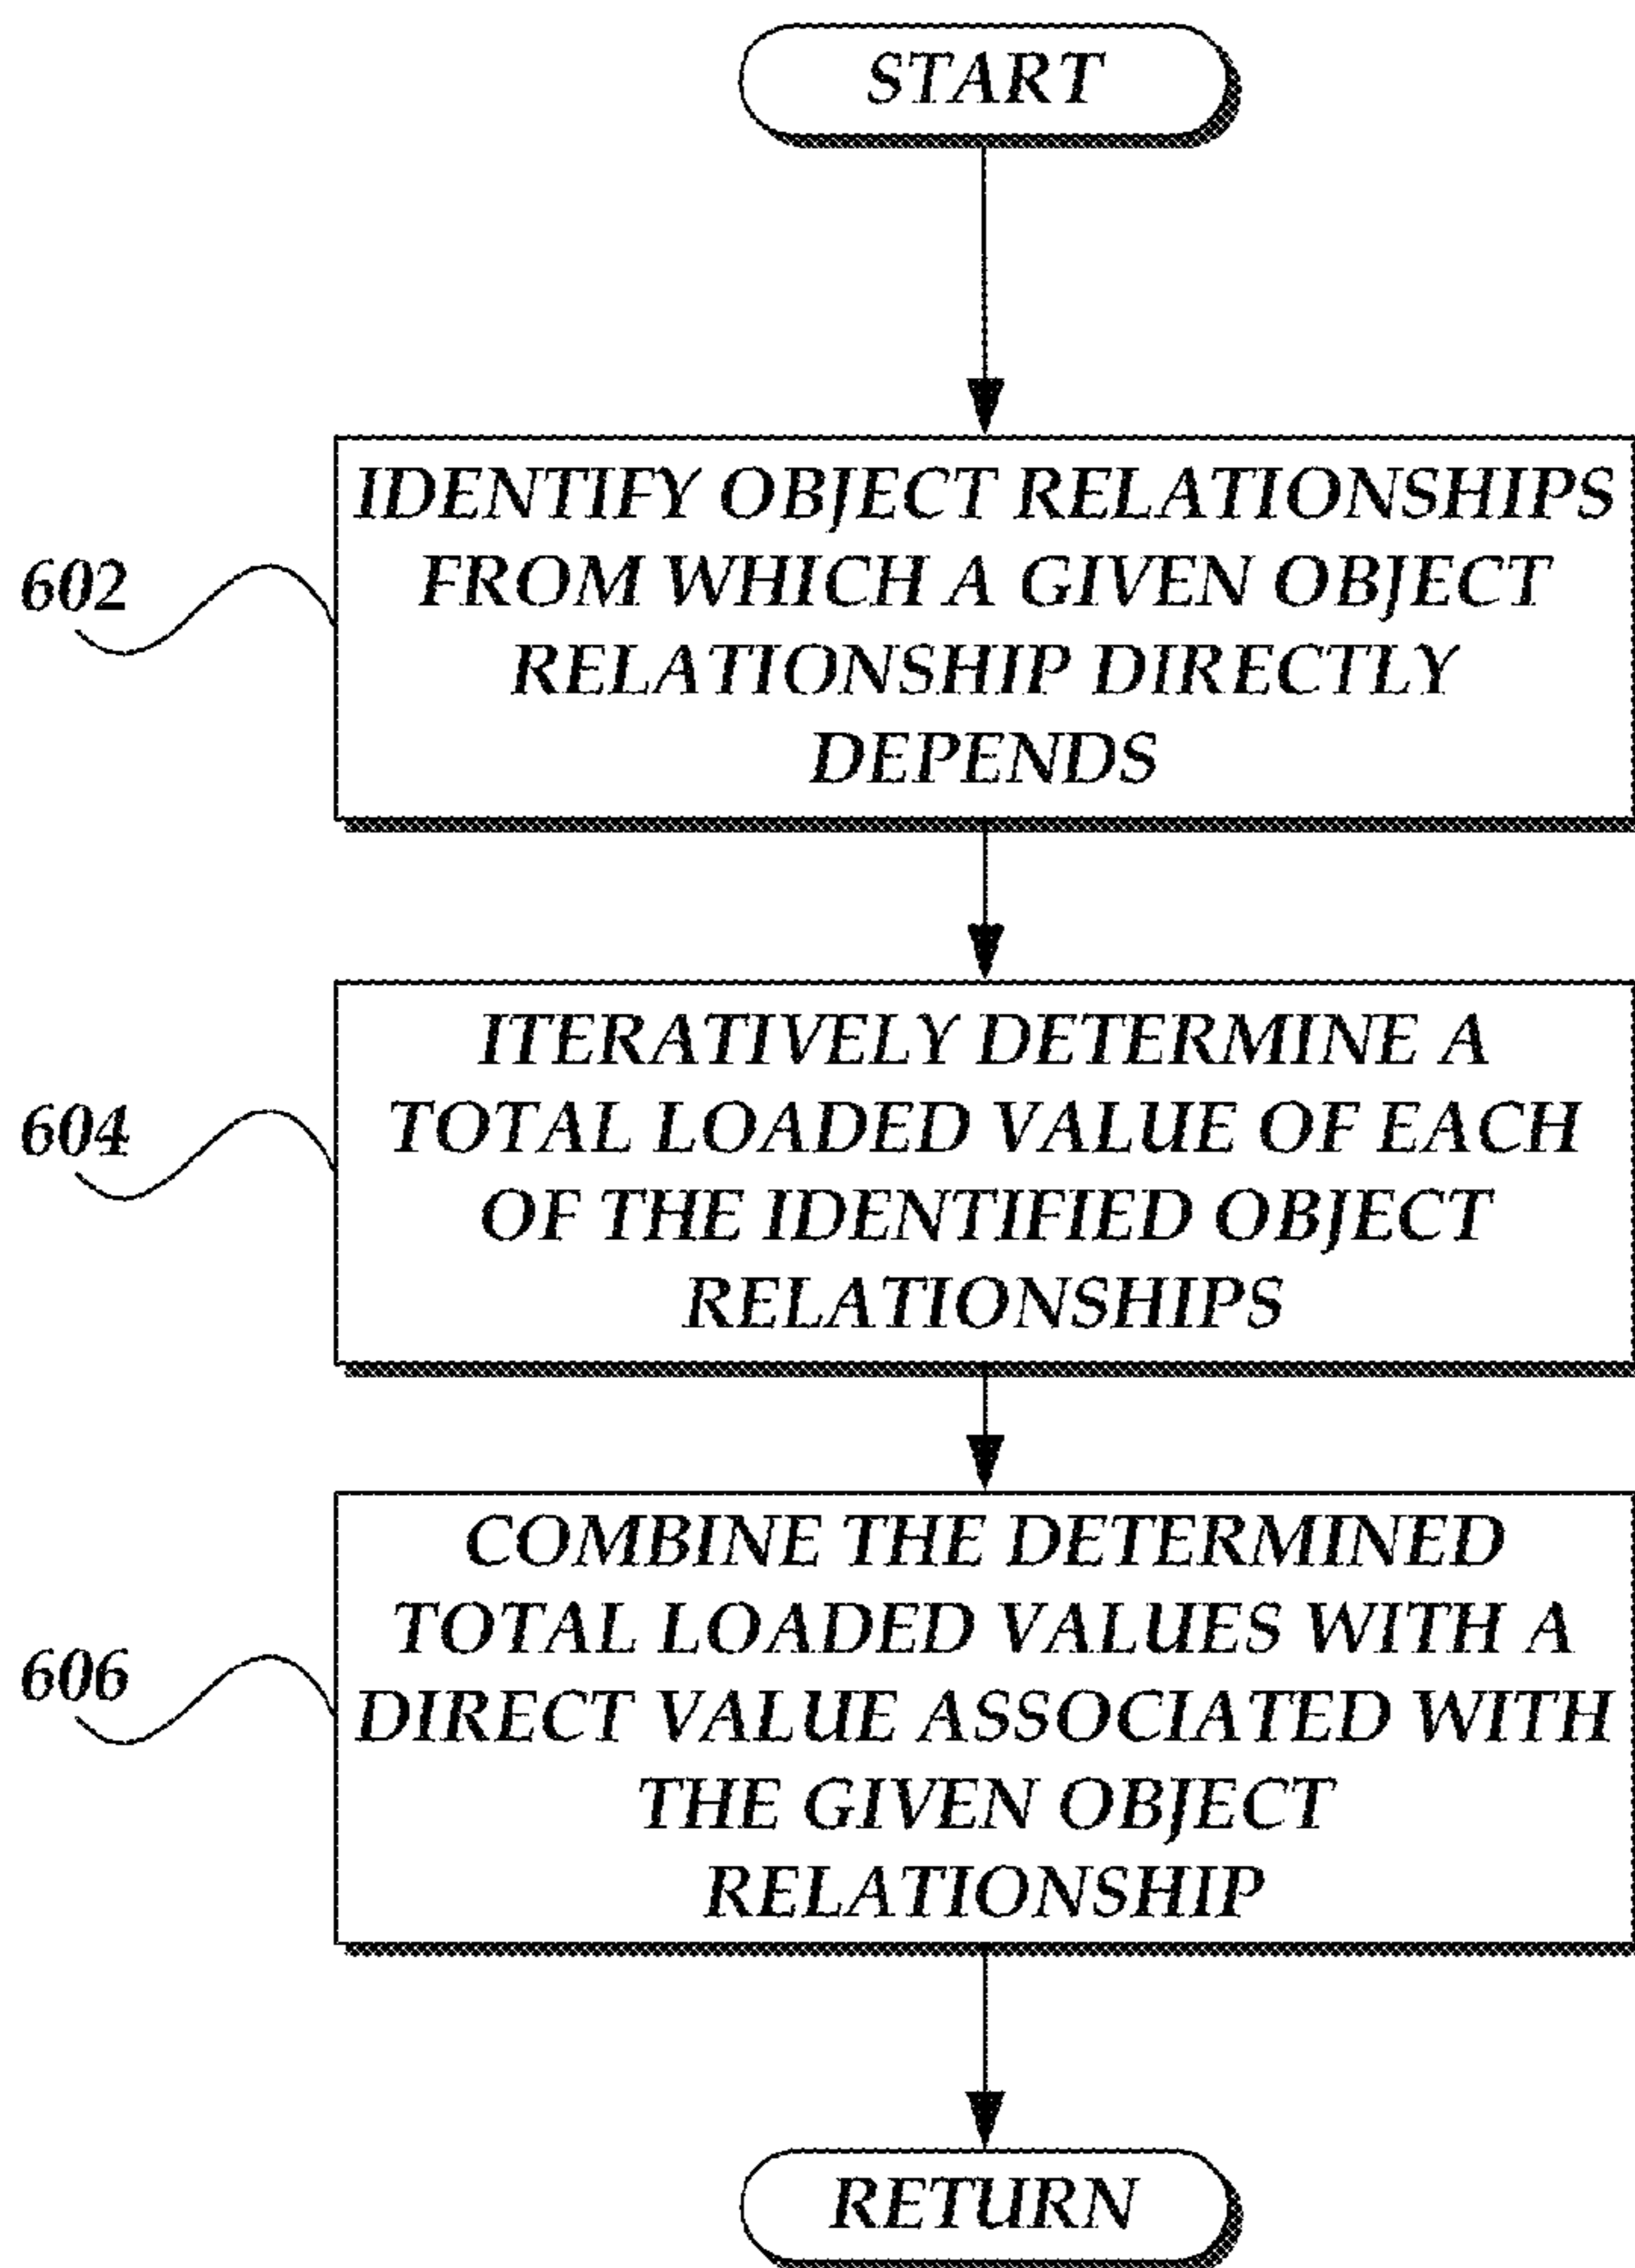 START
IDENTIFY OBJECT RELATIONSHIPS
FROM WHICH A GIVEN OBJECT
RELATIONSHIP DIRECTLY
DEPENDS
602
ITERATIVELY DETERMINE A
TOTAL LOADED VALUE OF EACH
OF THE IDENTIFIED OBJECT
RELATIONSHIPS
604
COMBINE THE DETERMINED
TOTAL LOADED VALUES WITH A
DIRECT VALUE ASSOCIATED WITH
THE GIVEN OBJECT
RELATIONSHIP
606
RETURN